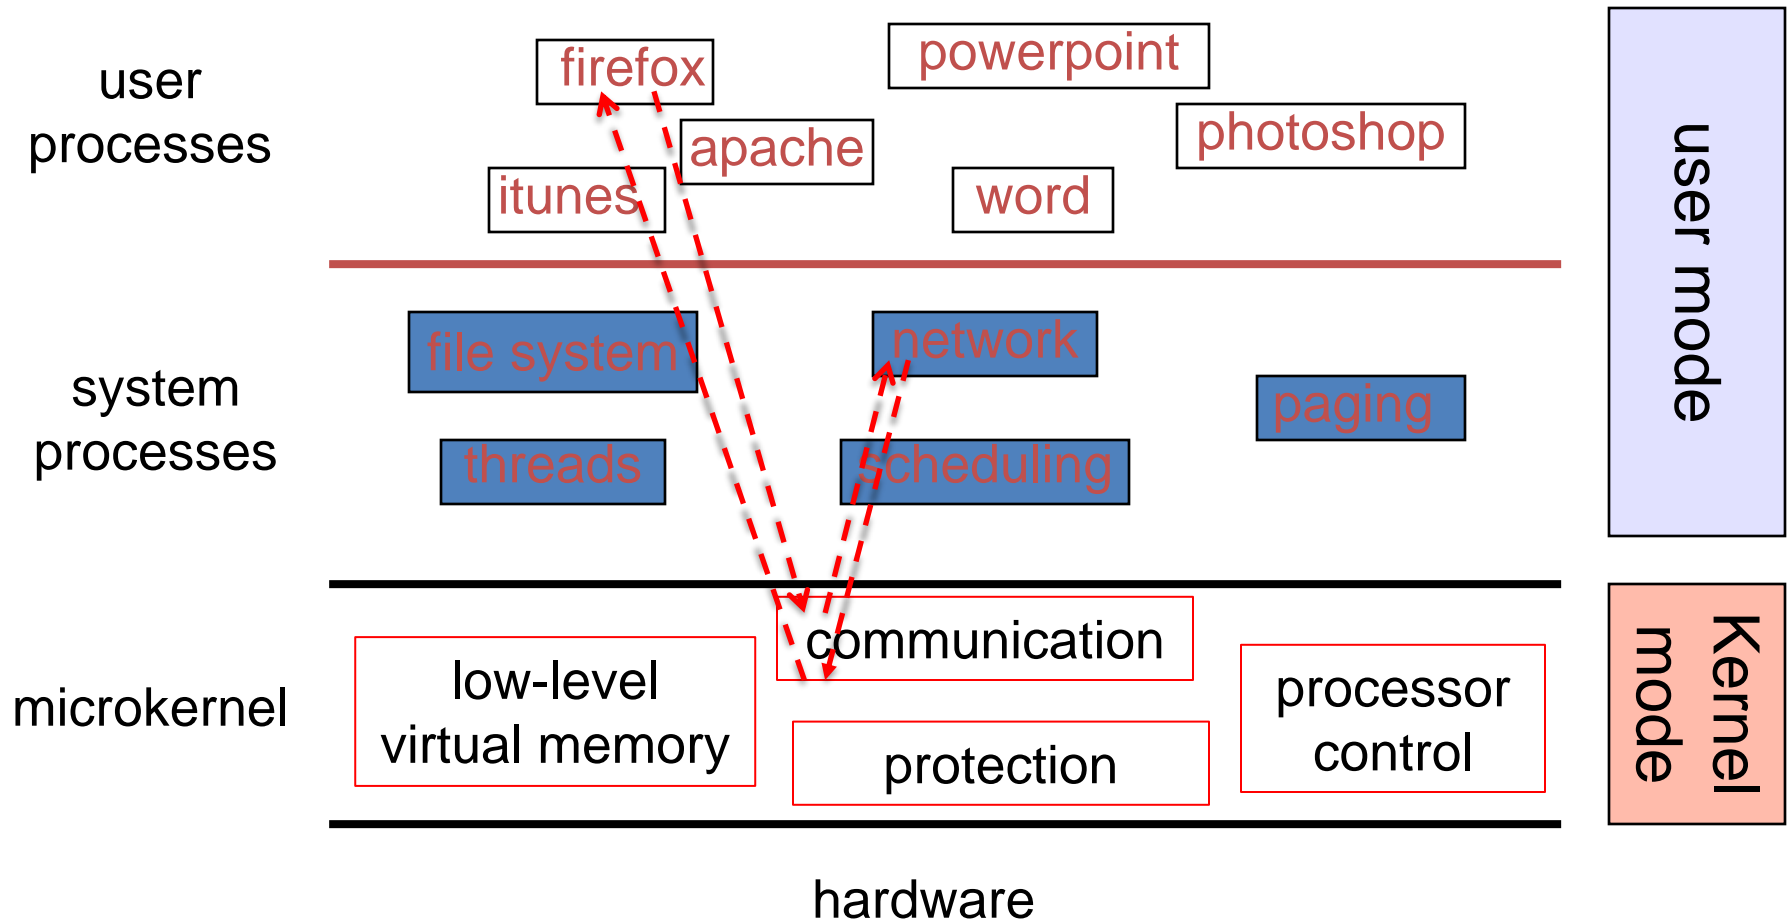 user
processes
firefox
powerpoint
apache
photoshop
itunes
word
user mode
system
processes
file system
network
paging
threads
scheduling
microkernel
low-level
virtual memory
communication
protection
processor
control
Kernel
mode
hardware